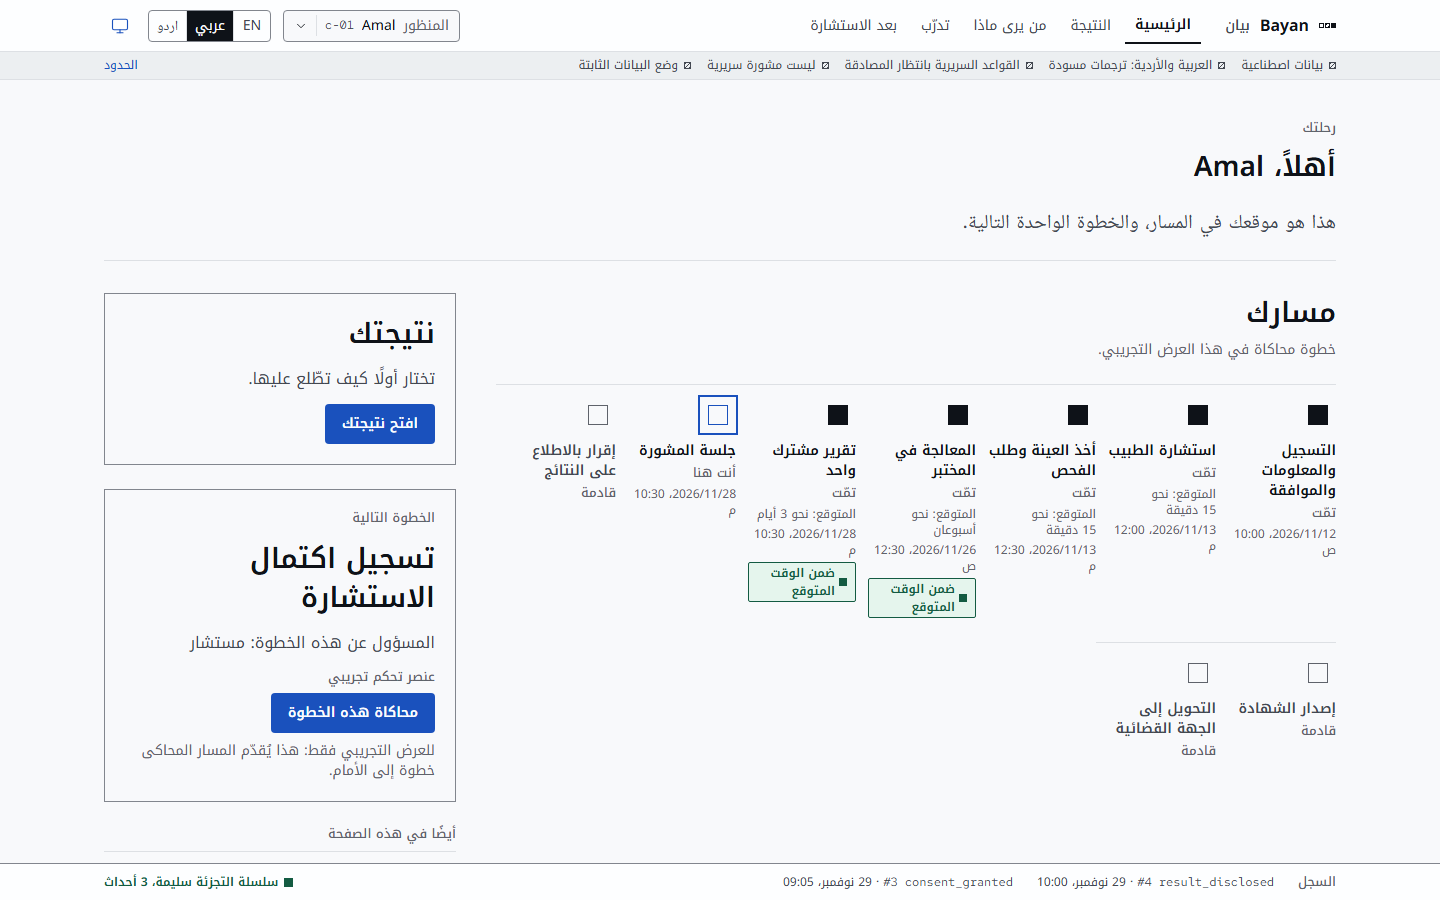 Bayan بيان
الرئيسية
النتيجة
من يرى ماذا
تدرّب
بعد الاستشارة
المنظور Amal c-01
EN
عربي
اردو
بيانات اصطناعية
العربية والأردية: ترجمات مسودة
القواعد السريرية بانتظار المصادقة
ليست مشورة سريرية
وضع البيانات الثابتة
الحدود
رحلتك
أهلاً، Amal
هذا هو موقعك في المسار، والخطوة الواحدة التالية.
مسارك
خطوة محاكاة في هذا العرض التجريبي.
التسجيل
والمعلومات
والموافقة
تمّت
2026/11/12، 10:00
ص
استشارة الطبيب
تمّت
المتوقع: نحو
15 دقيقة
2026/11/13، 12:00
م
أخذ العينة وطلب
الفحص
تمّت
المتوقع: نحو
15 دقيقة
2026/11/13، 12:30
م
المعالجة في
المختبر
تمّت
المتوقع: نحو
أسبوعان
2026/11/26، 12:30
ص
ضمن الوقت
المتوقع
تقرير مشترك
واحد
تمّت
المتوقع: نحو 3 أيام
2026/11/28، 10:30
م
ضمن الوقت
المتوقع
جلسة المشورة
أنت هنا
2026/11/28، 10:30
م
إقرار بالاطلاع
على النتائج
قادمة
إصدار الشهادة
قادمة
التحويل إلى
الجهة القضائية
قادمة
نتيجتك
تختار أولًا كيف تطّلع عليها.
افتح نتيجتك
الخطوة التالية
تسجيل اكتمال
الاستشارة
المسؤول عن هذه الخطوة: مستشار
عنصر تحكم تجريبي
محاكاة هذه الخطوة
للعرض التجريبي فقط: هذا يُقدّم المسار المحاكى
خطوة إلى الأمام.
أيضًا في هذه الصفحة
السجل
result_disclosed #4 · 29 نوفمبر، 10:00
consent_granted #3 · 29 نوفمبر، 09:05
سلسلة التجزئة سليمة، 3 أحداث